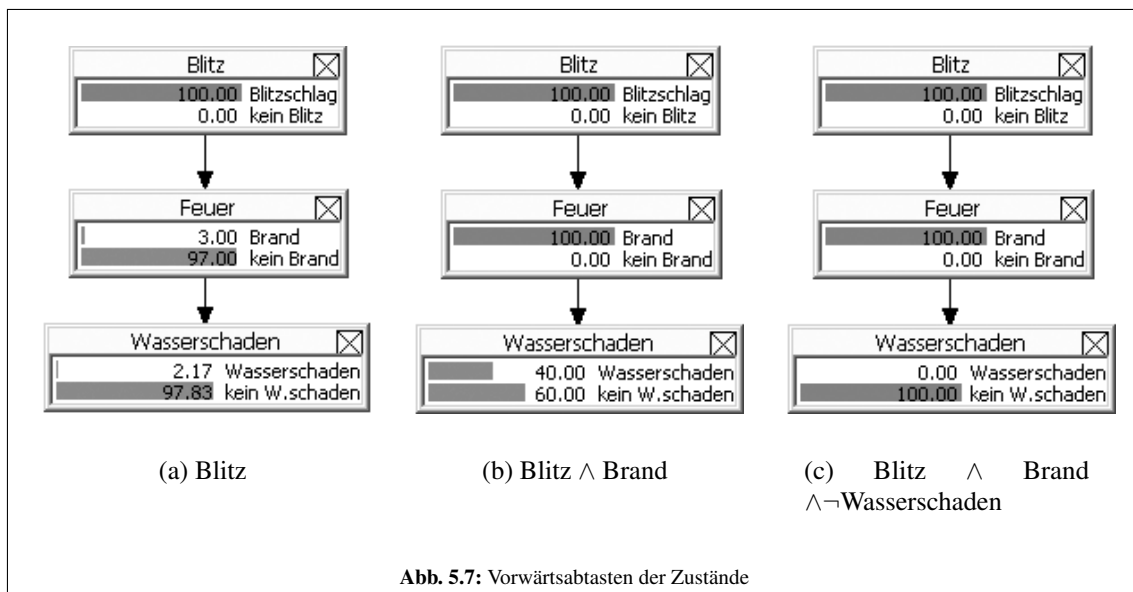 Blitz
100.00 Blitzschlag
0.00 kein Blitz
Feuer
3.00 Brand
97.00 kein Brand
Wasserschaden
2.17 Wasserschaden
97.83 kein W.schaden
(a) Blitz
Blitz
100.00 Blitzschlag
0.00 kein Blitz
Feuer
100.00 Brand
0.00 kein Brand
Wasserschaden
40.00 Wasserschaden
60.00 kein W.schaden
(b) Blitz ∧ Brand
Blitz
100.00 Blitzschlag
0.00 kein Blitz
Feuer
100.00 Brand
0.00 kein Brand
Wasserschaden
0.00 Wasserschaden
100.00 kein W.schaden
(c) Blitz ∧ Brand
∧¬Wasserschaden
Abb. 5.7: Vorwärtsabtasten der Zustände